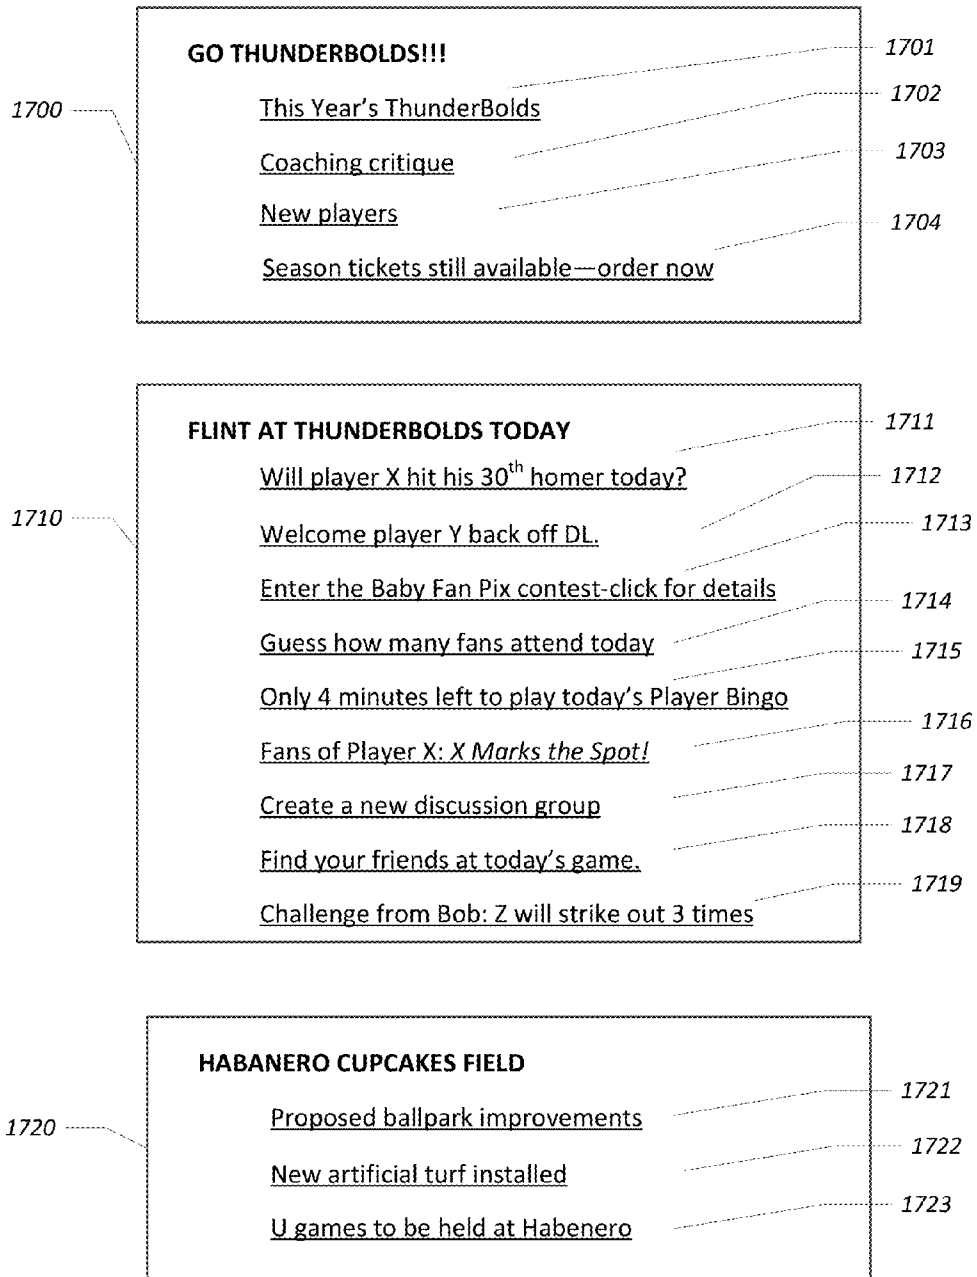 GO THUNDERBOLDS!!!
1701
This Year's ThunderBolds
1702
1700
Coaching critique
1703
New players
1704
Season tickets still available—order now
FLINT AT THUNDERBOLDS TODAY
1711
Will player X hit his 30th homer today?
1712
1710
Welcome player Y back off DL.
1713
Enter the Baby Fan Pix contest-click for details
1714
Guess how many fans attend today
1715
Only 4 minutes left to play today's Player Bingo
1716
Fans of Player X: X Marks the Spot!
1717
Create a new discussion group
1718
Find your friends at today's game.
1719
Challenge from Bob: Z will strike out 3 times
HABANERO CUPCAKES FIELD
1721
Proposed ballpark improvements
1720
1722
New artificial turf installed
1723
U games to be held at Habenero